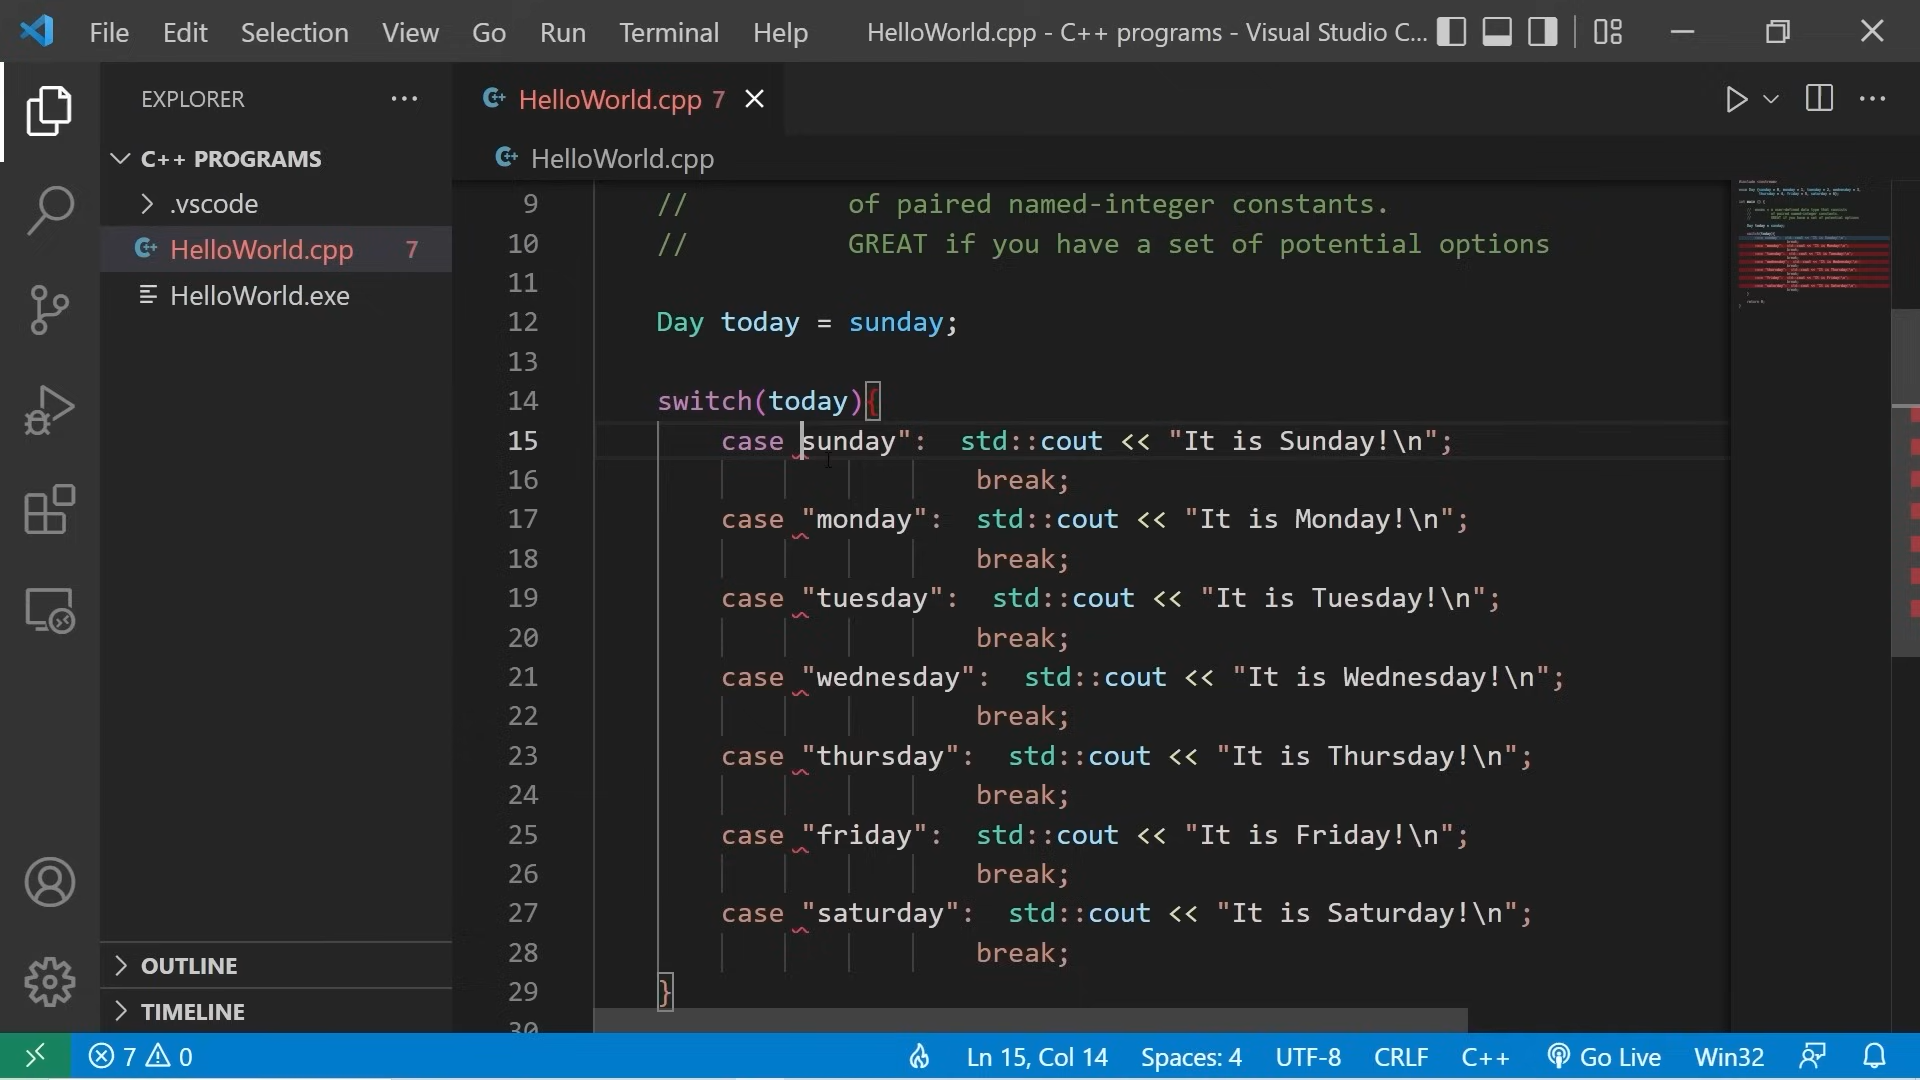 File Edit Selection View Go Run Terminal Help HelloWorld.cpp - C++ programs - Visual Studio C...
EXPLORER ...
HelloWorld.cpp 7
C++ PROGRAMS
HelloWorld.cpp
.vscode
HelloWorld.cpp 7
HelloWorld.exe
OUTLINE
TIMELINE
9 // of paired named-integer constants.
10 // GREAT if you have a set of potential options
11
12 Day today = sunday;
13
14 switch(today){
15 case sunday": std::cout << "It is Sunday!\n";
16 break;
17 case "monday": std::cout << "It is Monday!\n";
18 break;
19 case "tuesday": std::cout << "It is Tuesday!\n";
20 break;
21 case "wednesday": std::cout << "It is Wednesday!\n";
22 break;
23 case "thursday": std::cout << "It is Thursday!\n";
24 break;
25 case "friday": std::cout << "It is Friday!\n";
26 break;
27 case "saturday": std::cout << "It is Saturday!\n";
28 break;
29 }
30
7 0 Ln 15, Col 14 Spaces: 4 UTF-8 CRLF C++ Go Live Win32